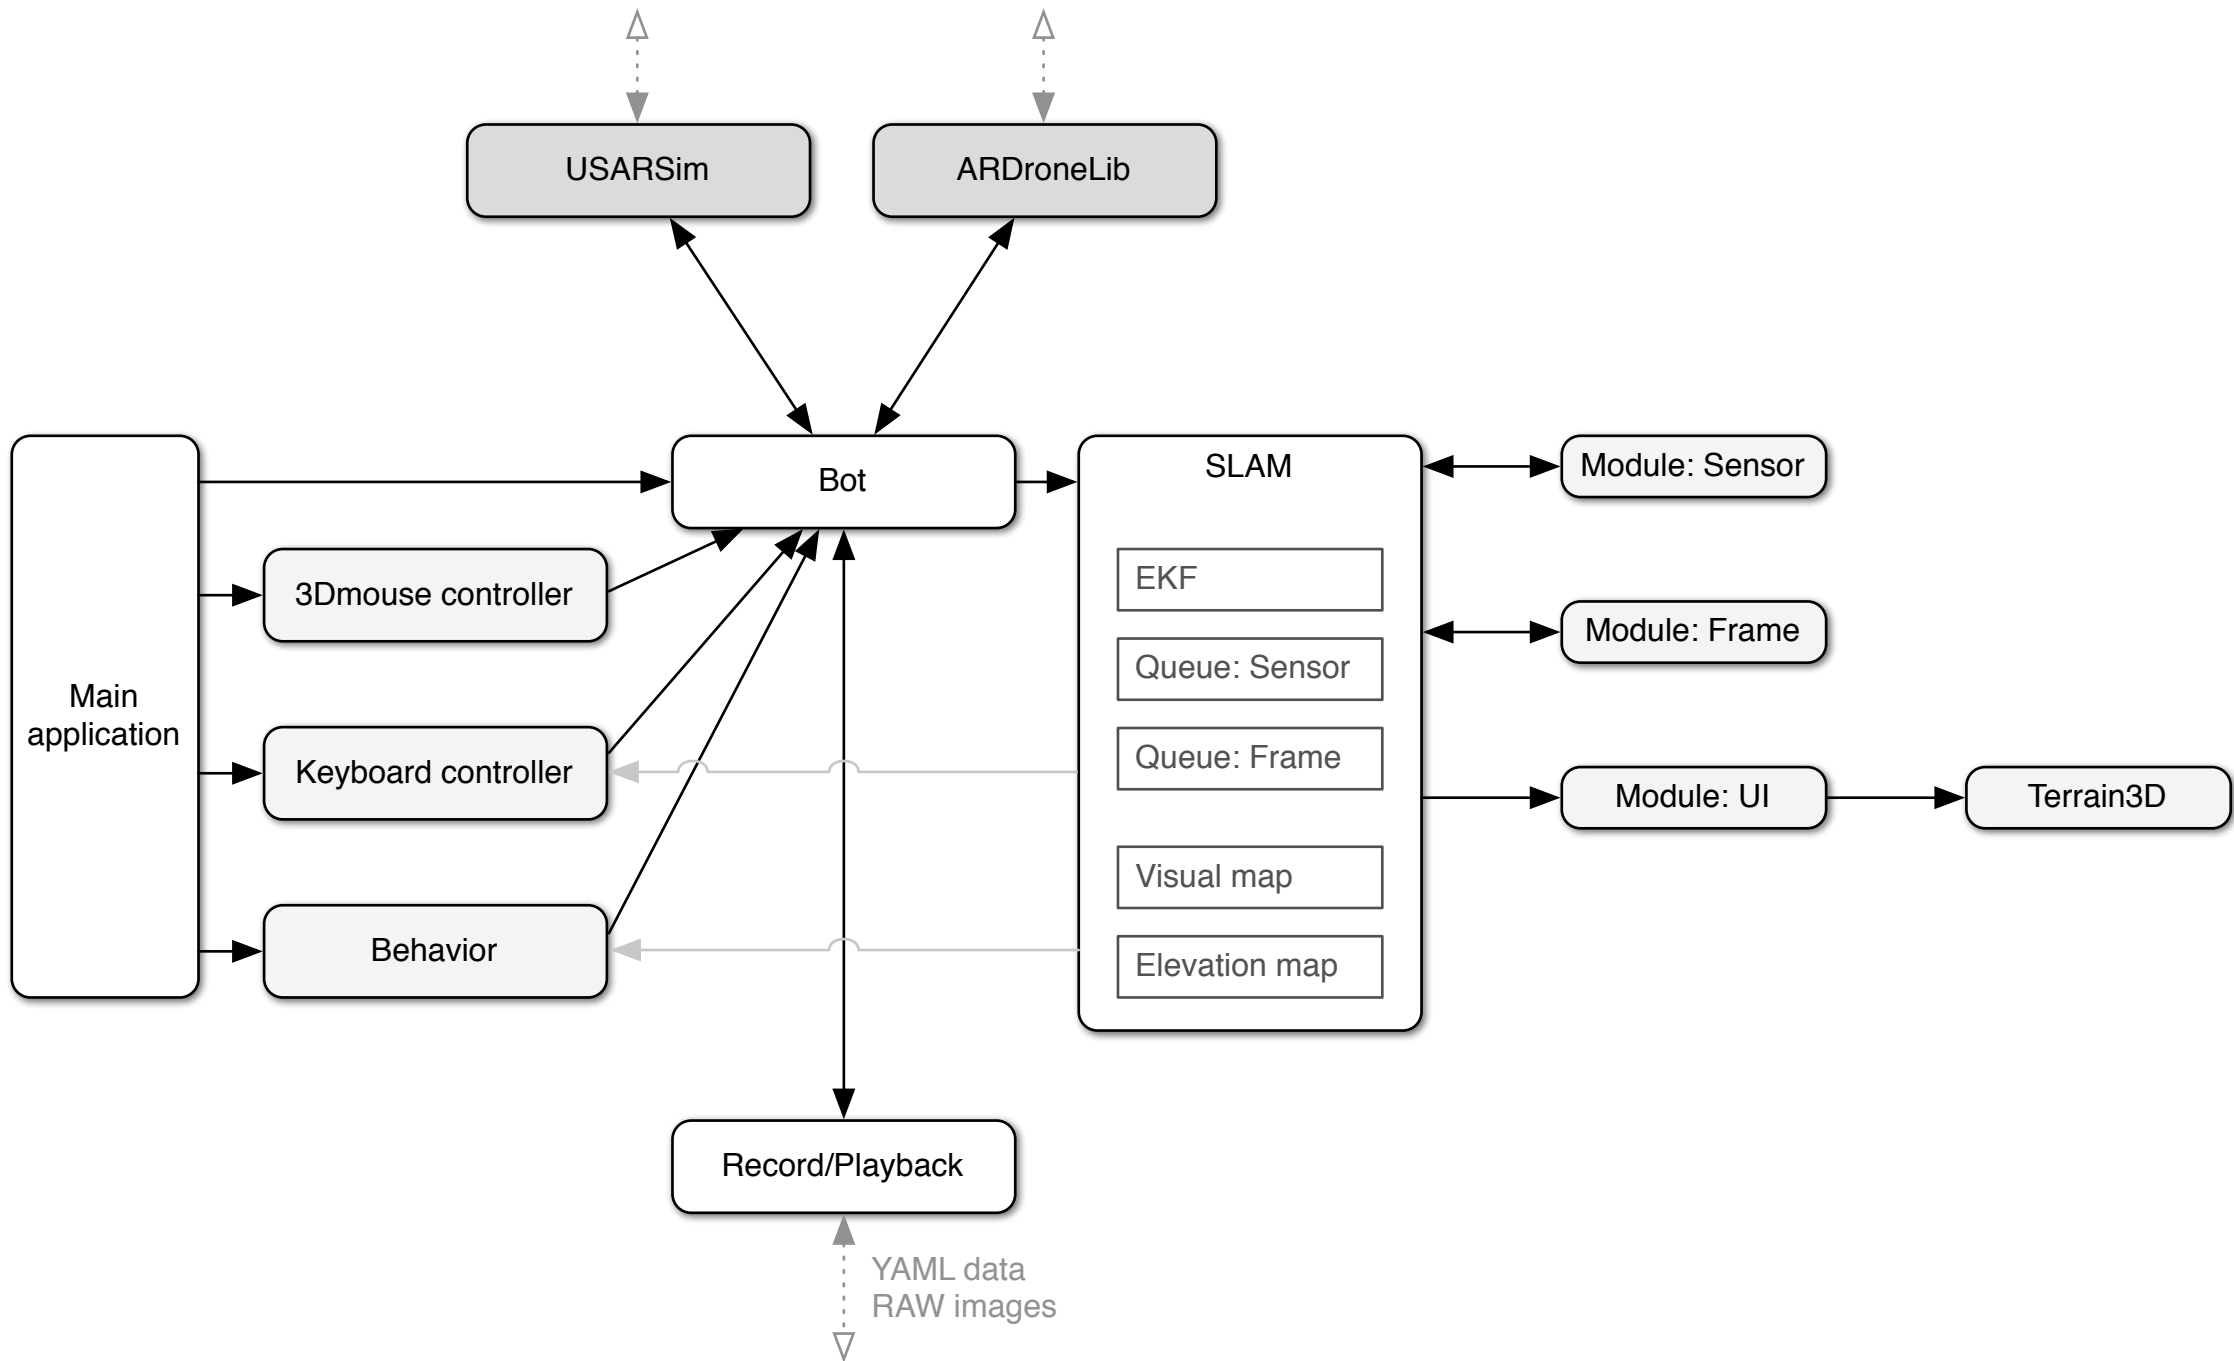 USARSim
ARDroneLib
Bot
SLAM
Module: Sensor
3Dmouse controller
EKF
Module: Frame
Queue: Sensor
Main
application
Keyboard controller
Queue: Frame
Module: UI
Terrain3D
Visual map
Behavior
Elevation map
Record/Playback
YAML data
RAW images